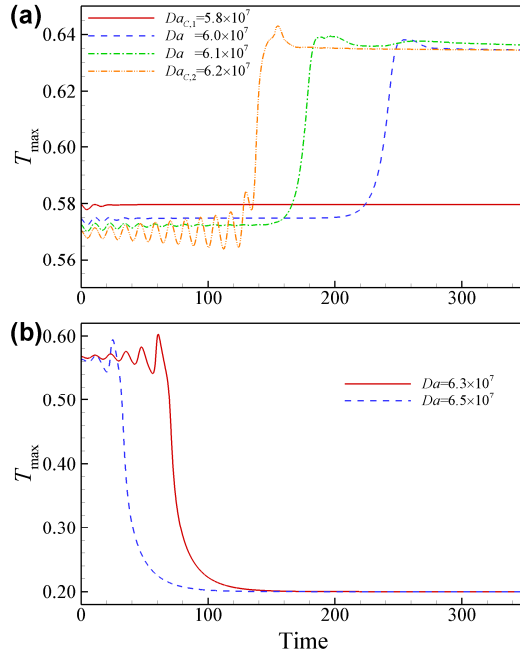 (a)
Da_C,1=5.8×10^7
Da =6.0×10^7
Da =6.1×10^7
Da_C,2=6.2×10^7
0.64
0.62
0.60
0.58
0.56
T_max
0 100 200 300
(b)
Da=6.3×10^7
Da=6.5×10^7
0.60
0.50
0.40
0.30
0.20
T_max
0 100 200 300
Time